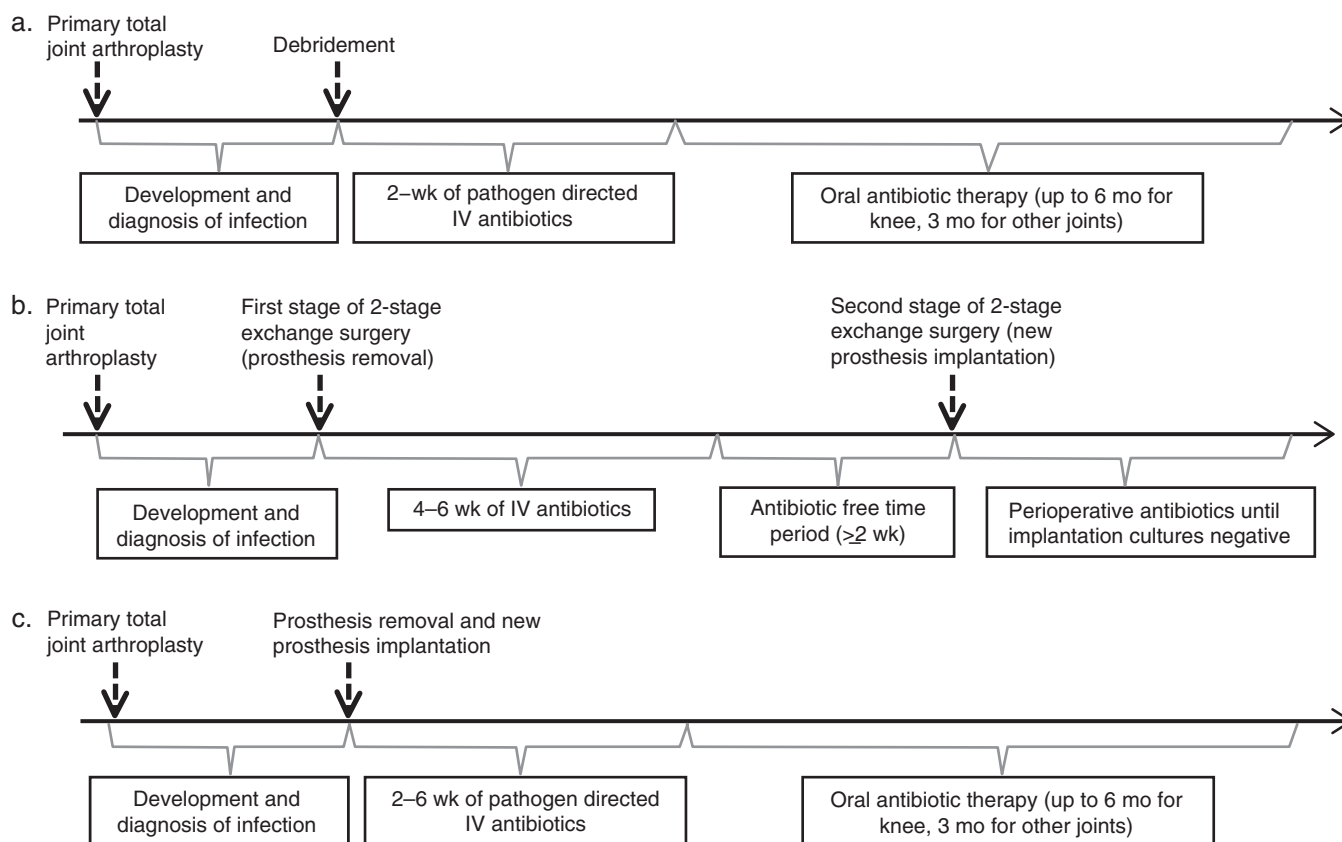 a. Primary total
joint arthroplasty
Debridement
Development and
diagnosis of infection
2–wk of pathogen directed
IV antibiotics
Oral antibiotic therapy (up to 6 mo for
knee, 3 mo for other joints)
b. Primary total
joint
arthroplasty
First stage of 2-stage
exchange surgery
(prosthesis removal)
Second stage of 2-stage
exchange surgery (new
prosthesis implantation)
Development and
diagnosis of infection
4–6 wk of IV antibiotics
Antibiotic free time
period (≥2 wk)
Perioperative antibiotics until
implantation cultures negative
c. Primary total
joint arthroplasty
Prosthesis removal and new
prosthesis implantation
Development and
diagnosis of infection
2–6 wk of pathogen directed
IV antibiotics
Oral antibiotic therapy (up to 6 mo for
knee, 3 mo for other joints)